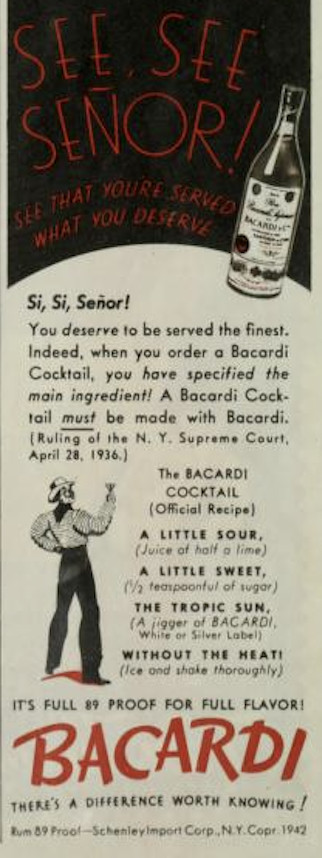 SEE, SEE
SEÑOR!
SEE THAT YOU'RE SERVED
WHAT YOU DESERVE
BACARDI y Cía
Si, Si, Señor!
You deserve to be served the finest.
Indeed, when you order a Bacardi
Cocktail, you have specified the
main ingredient! A Bacardi Cock-
tail must be made with Bacardi.
(Ruling of the N. Y. Supreme Court,
April 28, 1936.)
The BACARDI
COCKTAIL
(Official Recipe)
A LITTLE SOUR,
(Juice of half a lime)
A LITTLE SWEET,
(½ teaspoonful of sugar)
THE TROPIC SUN,
(A jigger of BACARDI,
White or Silver Label)
WITHOUT THE HEAT!
(Ice and shake thoroughly)
IT'S FULL 89 PROOF FOR FULL FLAVOR!
BACARDI
THERE'S A DIFFERENCE WORTH KNOWING!
Rum 89 Proof—Schenley Import Corp., N.Y. Copr. 1942